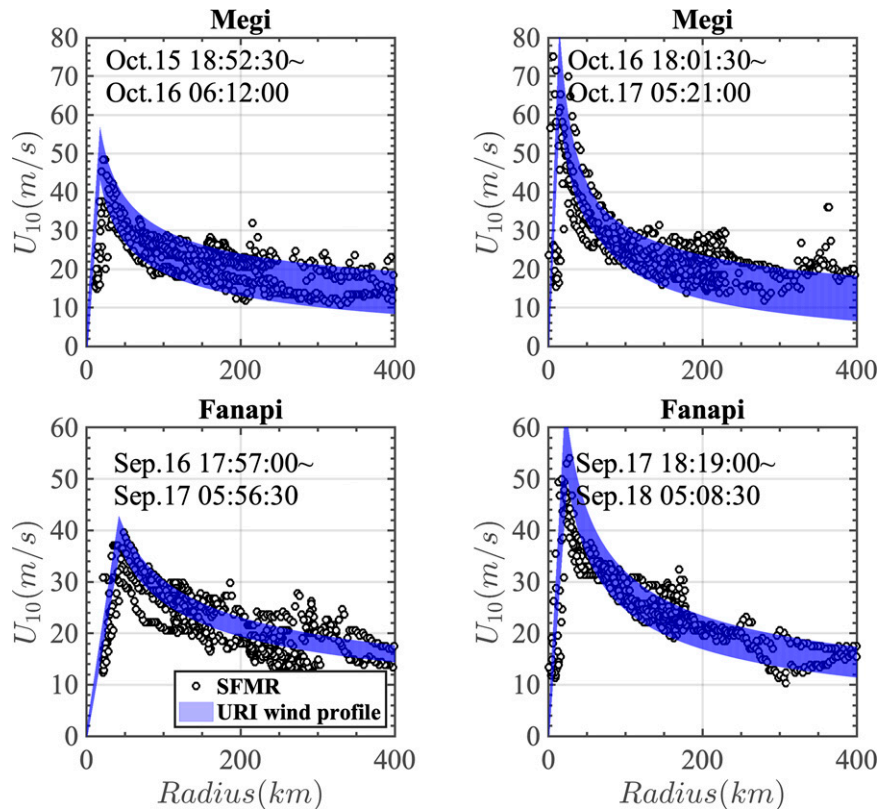 Megi
Oct.15 18:52:30~
Oct.16 06:12:00
U10(m/s)
80
70
60
50
40
30
20
10
0
0
200
400
Megi
Oct.16 18:01:30~
Oct.17 05:21:00
U10(m/s)
80
70
60
50
40
30
20
10
0
0
200
400
Fanapi
Sep.16 17:57:00~
Sep.17 05:56:30
U10(m/s)
60
50
40
30
20
10
0
SFMR
URI wind profile
0
200
400
Radius(km)
Fanapi
Sep.17 18:19:00~
Sep.18 05:08:30
U10(m/s)
60
50
40
30
20
10
0
0
200
400
Radius(km)